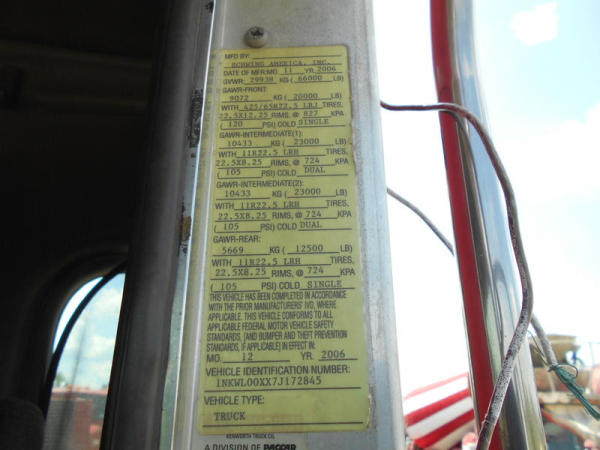 MFD BY:
SCHWING AMERICA, INC.
DATE OF MFR: MO. 11 YR. 2006
GVWR: 29938 KG ( 66000 LB)
GAWR-FRONT:
9072 KG ( 20000 LB)
WITH 425/65R22.5 LRJ TIRES,
22.5X12.25 RIMS, @ 827 KPA
( 120 PSI) COLD SINGLE
GAWR-INTERMEDIATE(1):
10433 KG ( 23000 LB)
WITH 11R22.5 LRH TIRES,
22.5X8.25 RIMS, @ 724 KPA
( 105 PSI) COLD DUAL
GAWR-INTERMEDIATE(2):
10433 KG ( 23000 LB)
WITH 11R22.5 LRH TIRES,
22.5X8.25 RIMS, @ 724 KPA
( 105 PSI) COLD DUAL
GAWR-REAR:
5669 KG ( 12500 LB)
WITH 11R22.5 LRH TIRES,
22.5X8.25 RIMS, @ 724 KPA
( 105 PSI) COLD SINGLE
THIS VEHICLE HAS BEEN COMPLETED IN ACCORDANCE
WITH THE PRIOR MANUFACTURERS' IVD, WHERE
APPLICABLE. THIS VEHICLE CONFORMS TO ALL
APPLICABLE FEDERAL MOTOR VEHICLE SAFETY
STANDARDS, [AND BUMPER AND THEFT PREVENTION
STANDARDS, IF APPLICABLE] IN EFFECT IN:
MO. 12 YR. 2006
VEHICLE IDENTIFICATION NUMBER:
1NKWL00XX7J172845
VEHICLE TYPE:
TRUCK
KENWORTH TRUCK CO.
A DIVISION OF PACCAR